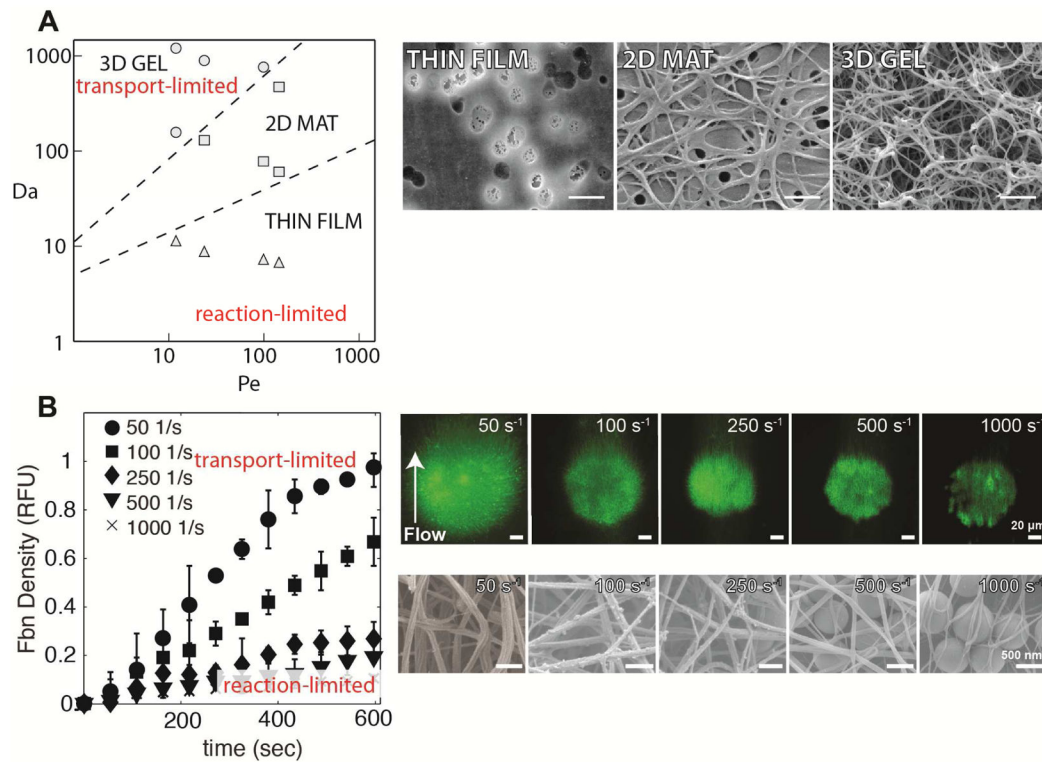 A
1000
100
Da
10
1
3D GEL
transport-limited
2D MAT
THIN FILM
reaction-limited
10
100
1000
Pe
THIN FILM
2D MAT
3D GEL
B
Fbn Density (RFU)
1
0.8
0.6
0.4
0.2
0
50 1/s
100 1/s
250 1/s
500 1/s
1000 1/s
transport-limited
reaction-limited
200
400
600
time (sec)
50 s⁻¹
100 s⁻¹
250 s⁻¹
500 s⁻¹
1000 s⁻¹
Flow
20 µm
50 s⁻¹
100 s⁻¹
250 s⁻¹
500 s⁻¹
1000 s⁻¹
500 nm